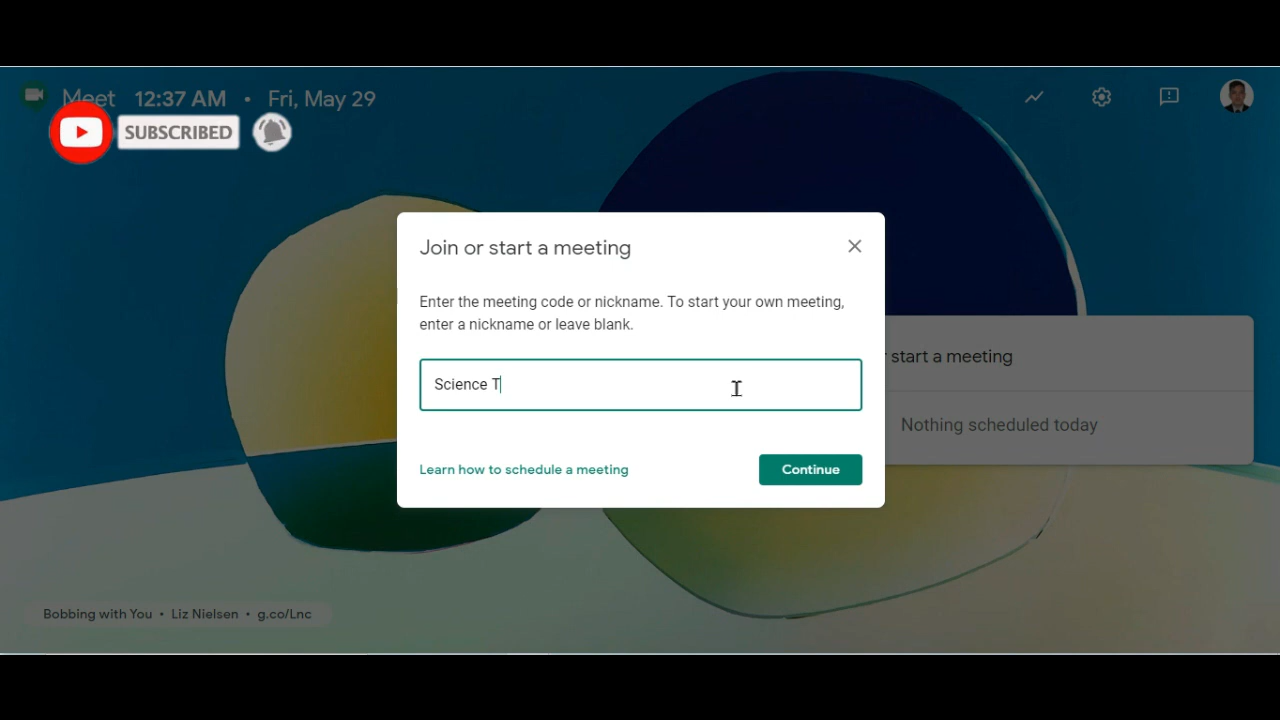 Meet 12:37 AM • Fri, May 29
SUBSCRIBED
Join or start a meeting
Enter the meeting code or nickname. To start your own meeting,
enter a nickname or leave blank.
start a meeting
Science T
Nothing scheduled today
Learn how to schedule a meeting
Continue
Bobbing with You • Liz Nielsen • g.co/Lnc